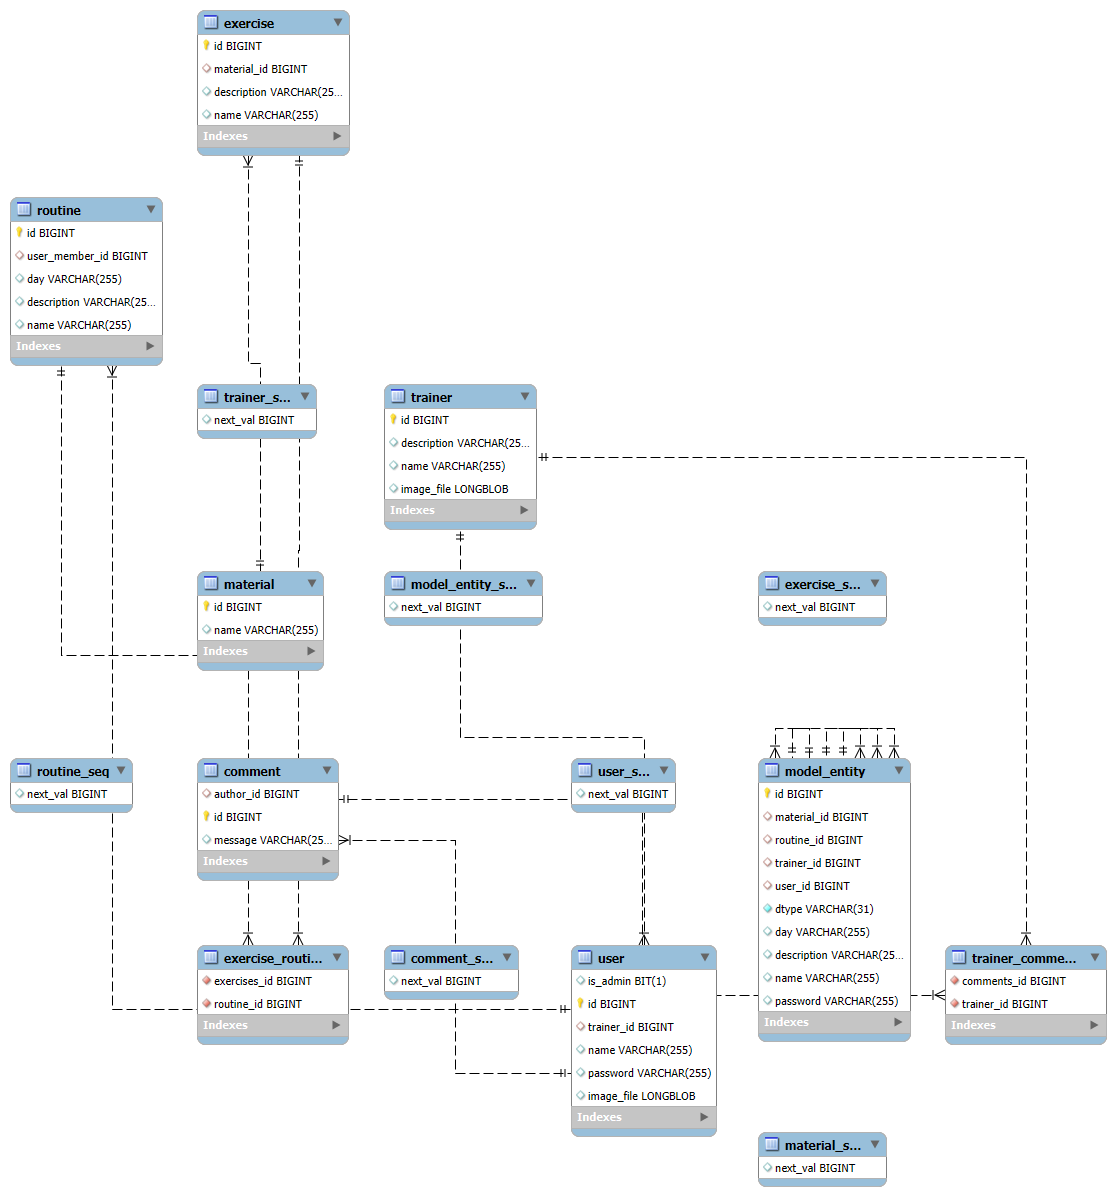 exercise
id BIGINT
material_id BIGINT
description VARCHAR(25...
name VARCHAR(255)
Indexes
routine
id BIGINT
user_member_id BIGINT
day VARCHAR(255)
description VARCHAR(25...
name VARCHAR(255)
Indexes
trainer_s...
next_val BIGINT
trainer
id BIGINT
description VARCHAR(25...
name VARCHAR(255)
image_file LONGBLOB
Indexes
material
id BIGINT
name VARCHAR(255)
Indexes
model_entity_s...
next_val BIGINT
exercise_s...
next_val BIGINT
routine_seq
next_val BIGINT
comment
author_id BIGINT
id BIGINT
message VARCHAR(25...
Indexes
user_s...
next_val BIGINT
model_entity
id BIGINT
material_id BIGINT
routine_id BIGINT
trainer_id BIGINT
user_id BIGINT
dtype VARCHAR(31)
day VARCHAR(255)
description VARCHAR(25...
name VARCHAR(255)
password VARCHAR(255)
Indexes
exercise_routi...
exercises_id BIGINT
routine_id BIGINT
Indexes
comment_s...
next_val BIGINT
user
is_admin BIT(1)
id BIGINT
trainer_id BIGINT
name VARCHAR(255)
password VARCHAR(255)
image_file LONGBLOB
Indexes
trainer_comme...
comments_id BIGINT
trainer_id BIGINT
Indexes
material_s...
next_val BIGINT